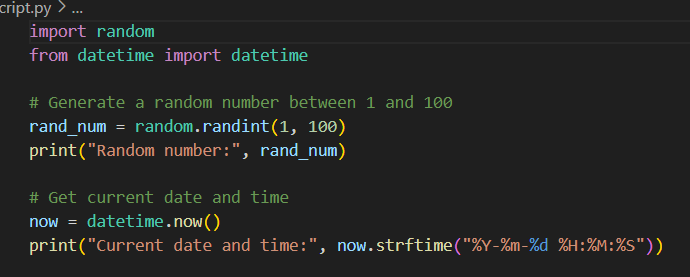 cript.py > ...
import random
from datetime import datetime
# Generate a random number between 1 and 100
rand_num = random.randint(1, 100)
print("Random number:", rand_num)
# Get current date and time
now = datetime.now()
print("Current date and time:", now.strftime("%Y-%m-%d %H:%M:%S"))